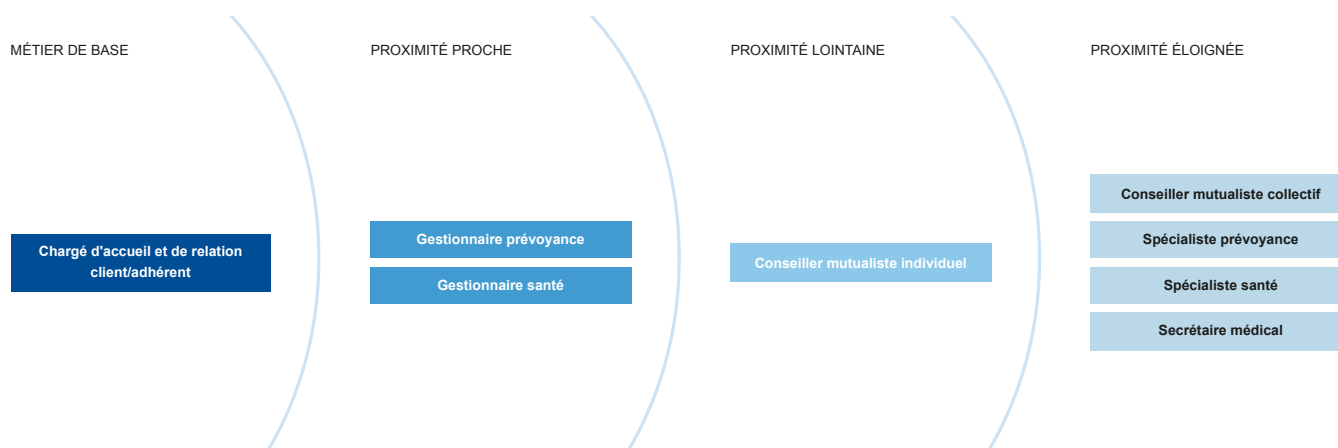 MÉTIER DE BASE
PROXIMITÉ PROCHE
PROXIMITÉ LOINTAINE
PROXIMITÉ ÉLOIGNÉE
Chargé d'accueil et de relation
client/adhérent
Gestionnaire prévoyance
Gestionnaire santé
Conseiller mutualiste individuel
Conseiller mutualiste collectif
Spécialiste prévoyance
Spécialiste santé
Secrétaire médical